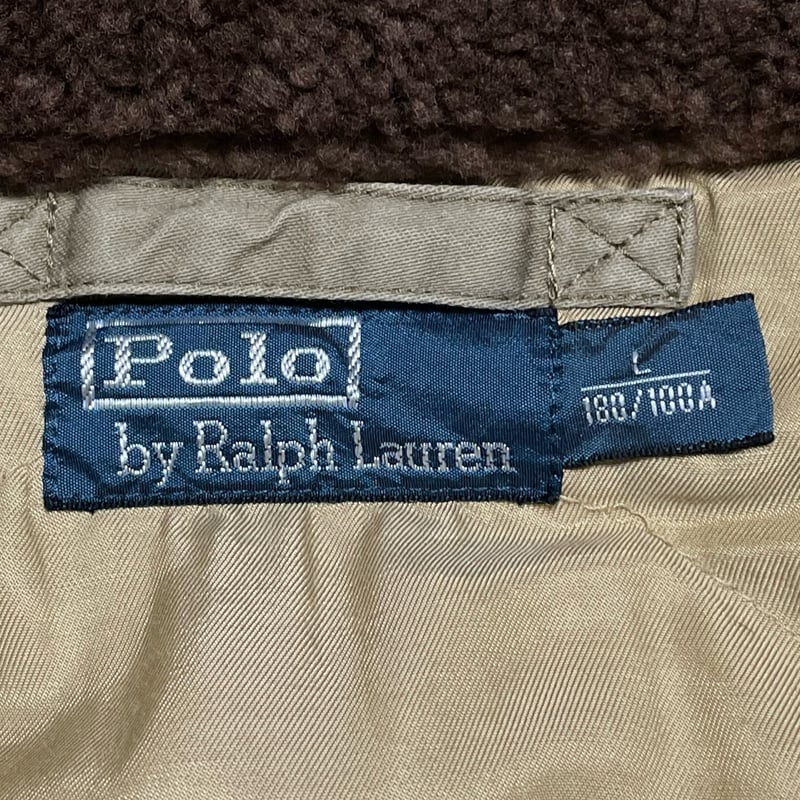 Polo
by Ralph Lauren
L
180/100A